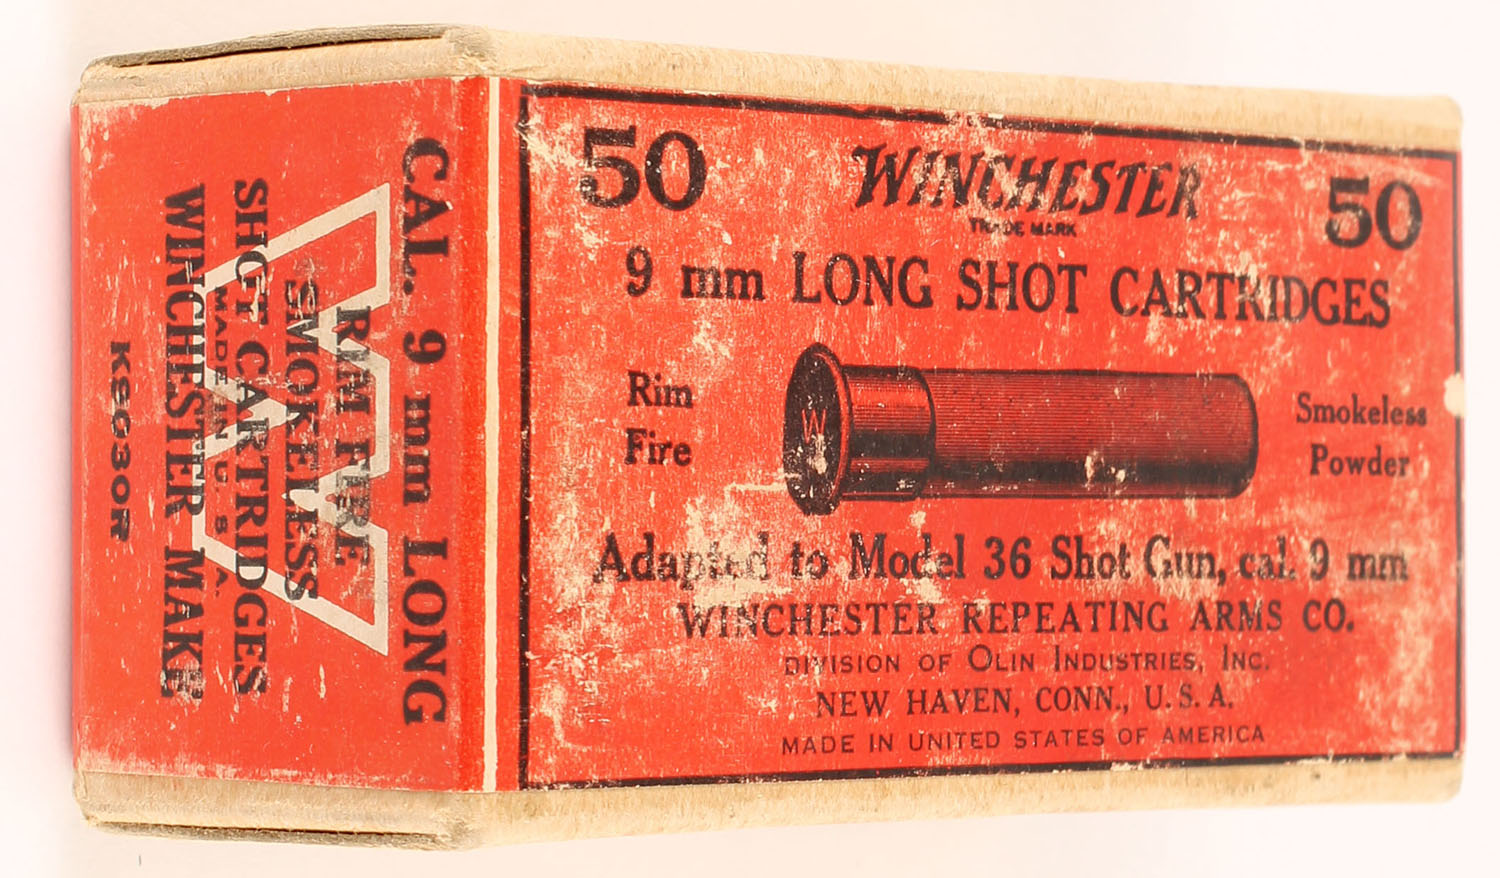 50 WINCHESTER 50
TRADE MARK
9 mm LONG SHOT CARTRIDGES
Rim
Fire
W
Smokeless
Powder
Adapted to Model 36 Shot Gun, cal. 9 mm
WINCHESTER REPEATING ARMS CO.
DIVISION OF OLIN INDUSTRIES, INC.
NEW HAVEN, CONN., U.S.A.
MADE IN UNITED STATES OF AMERICA
CAL. 9 mm LONG
RIM FIRE
SMOKELESS
SHOT CARTRIDGES
MADE IN U.S.A.
WINCHESTER MAKE